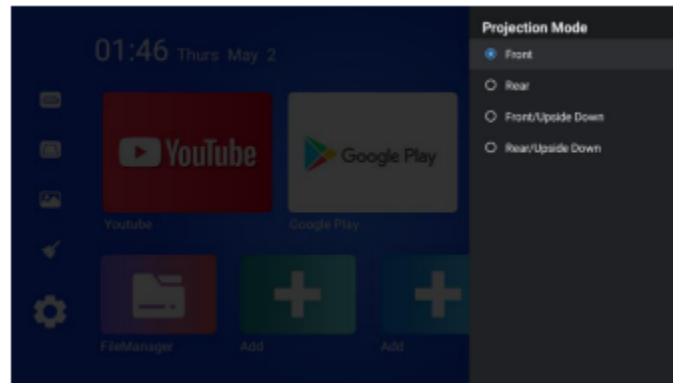 Projection Mode
01:46 Thurs May 2
Front
Rear
Front/Upside Down
Rear/Upside Down
YouTube
Google Play
Youtube
Google Play
FileManager
Add
Add